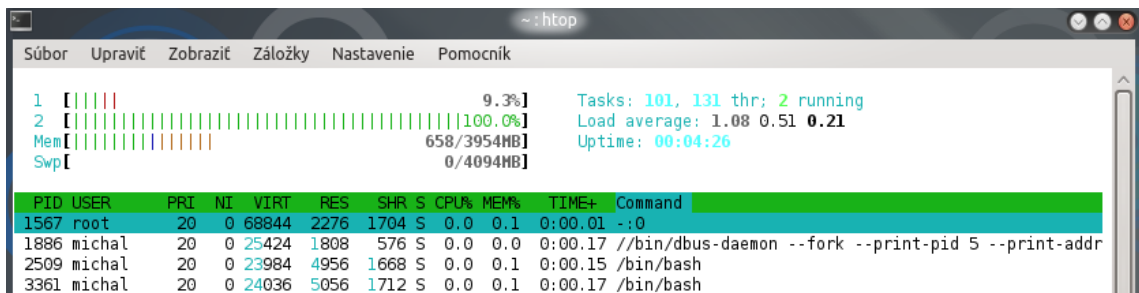 ~ : htop
Súbor Upraviť Zobraziť Záložky Nastavenie Pomocník
1 [||||| 9.3%] Tasks: 101, 131 thr; 2 running
2 [||||||||||||||||||||||||||||||||||||||100.0%] Load average: 1.08 0.51 0.21
Mem[||||||||||||||| 658/3954MB] Uptime: 00:04:26
Swp[ 0/4094MB]
PID USER PRI NI VIRT RES SHR S CPU% MEM% TIME+ Command
1567 root 20 0 68844 2276 1704 S 0.0 0.1 0:00.01 -:0
1886 michal 20 0 25424 1808 576 S 0.0 0.0 0:00.17 //bin/dbus-daemon --fork --print-pid 5 --print-addr
2509 michal 20 0 23984 4956 1668 S 0.0 0.1 0:00.15 /bin/bash
3361 michal 20 0 24036 5056 1712 S 0.0 0.1 0:00.17 /bin/bash